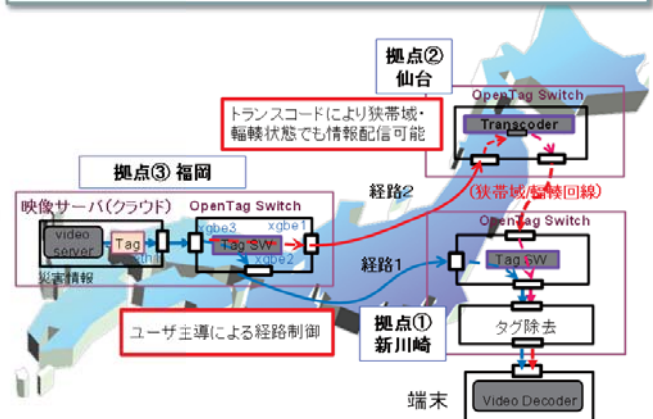 拠点②
仙台
OpenTag Switch
Transcoder
トランスコードにより狭帯域・
輻輳状態でも情報配信可能
拠点③ 福岡
経路2
(狭帯域/輻輳回線)
映像サーバ(クラウド)
OpenTag Switch
OpenTag Switch
video
server
Tag
xgbe3
xgbe1
Tag SW
xgbe2
Tag SW
災害情報
経路1
ユーザ主導による経路制御
拠点①
新川崎
タグ除去
端末
Video Decoder